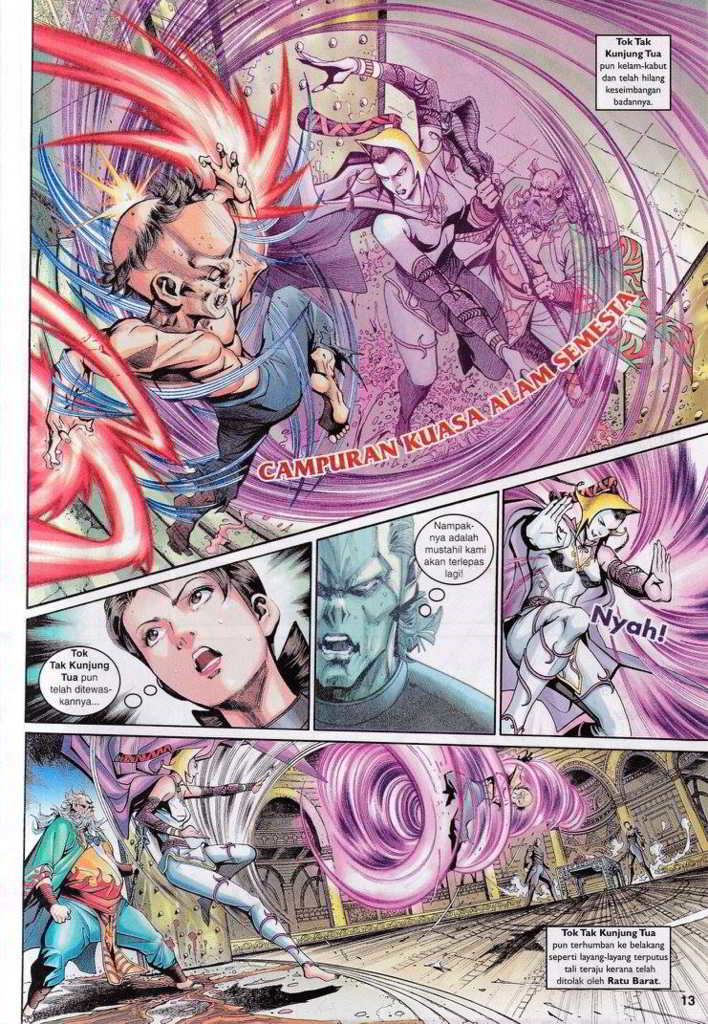 Tok Tak
Kunjung Tua
pun kelam-kabut
dan telah hilang
keseimbangan
badannya.
CAMPURAN KUASA ALAM SEMESTA
Tok
Tak Kunjung
Tua pun
telah ditewas-
kannya...
Nampak-
nya adalah
mustahil kami
akan terlepas
lagi!
Nyah!
Tok Tak Kunjung Tua
pun terhumban ke belakang
seperti layang-layang terputus
tali teraju kerana telah
ditolak oleh Ratu Barat.
13